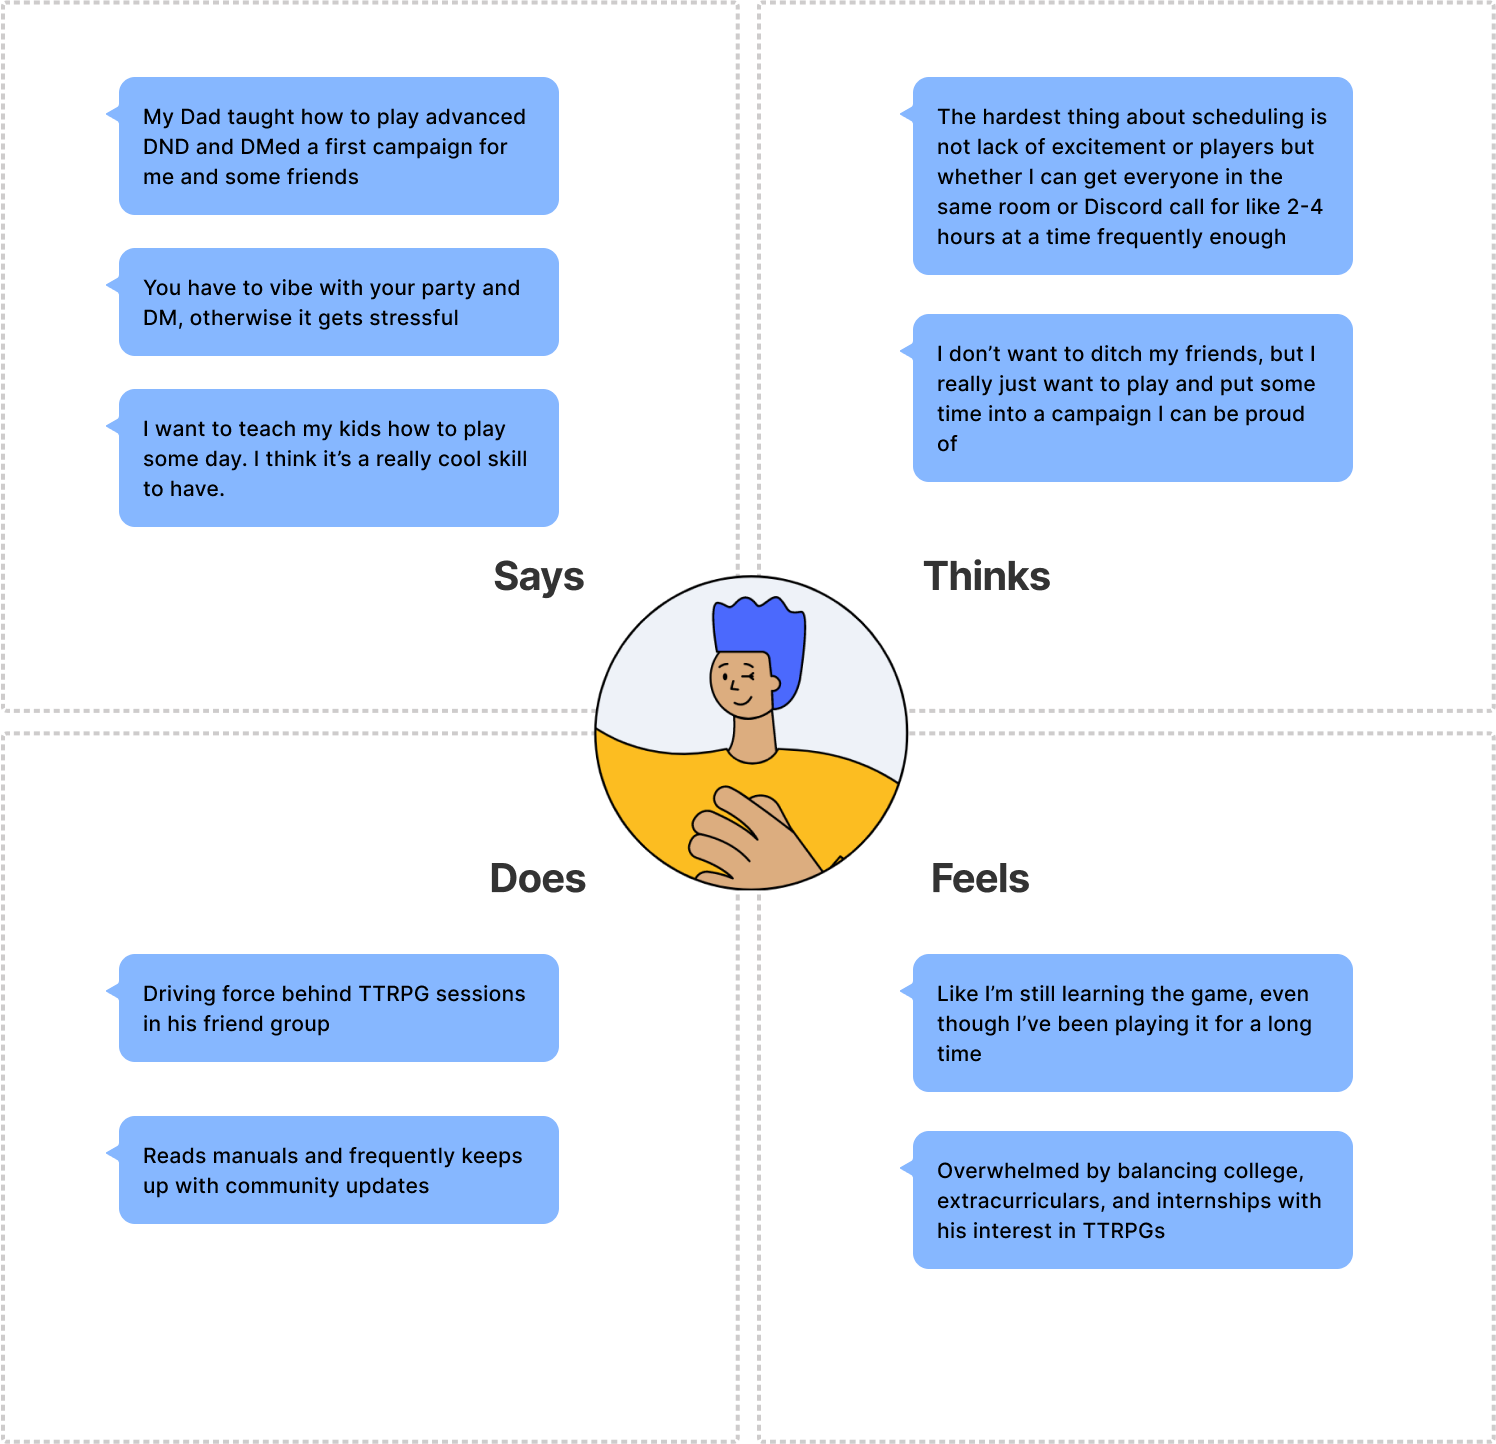 My Dad taught how to play advanced
DND and DMed a first campaign for
me and some friends
You have to vibe with your party and
DM, otherwise it gets stressful
I want to teach my kids how to play
some day. I think it’s a really cool skill
to have.
Says
The hardest thing about scheduling is
not lack of excitement or players but
whether I can get everyone in the
same room or Discord call for like 2-4
hours at a time frequently enough
I don’t want to ditch my friends, but I
really just want to play and put some
time into a campaign I can be proud
of
Thinks
Does
Driving force behind TTRPG sessions
in his friend group
Reads manuals and frequently keeps
up with community updates
Feels
Like I’m still learning the game, even
though I’ve been playing it for a long
time
Overwhelmed by balancing college,
extracurriculars, and internships with
his interest in TTRPGs